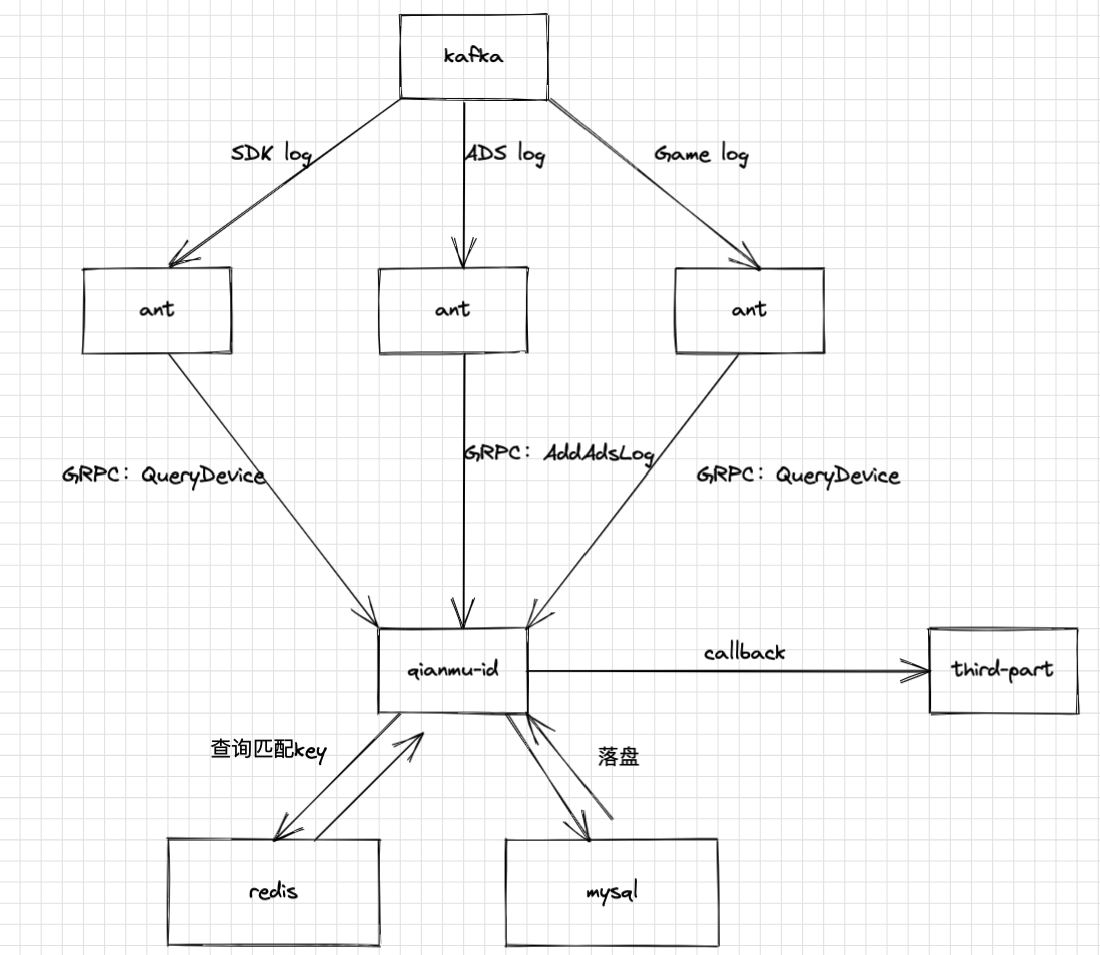 kafka
SDK log
ADS log
Game log
ant
ant
ant
GRPC: QueryDevice
GRPC: AddAdsLog
GRPC: QueryDevice
qianmu-id
callback
third-part
查询匹配key
落盘
redis
mysql